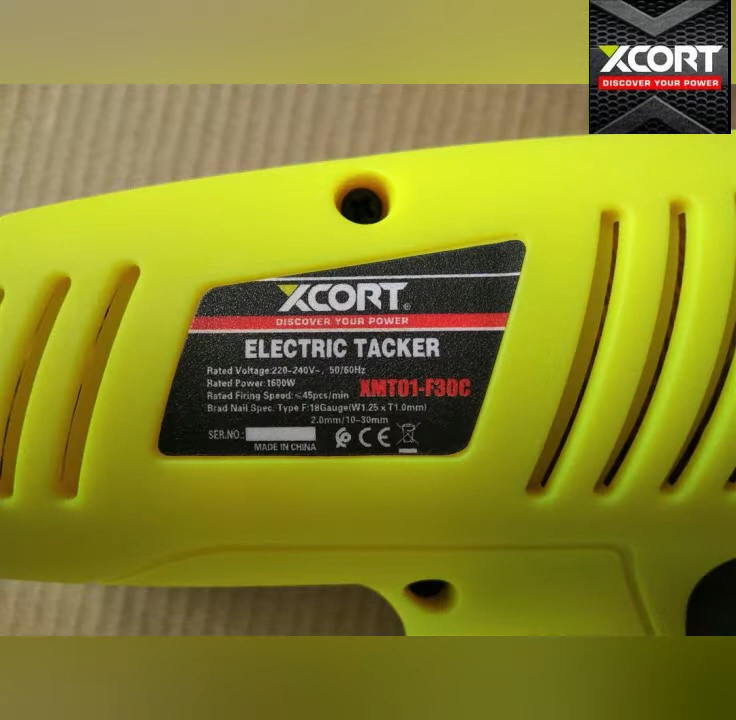 XCORT
DISCOVER YOUR POWER
XCORT®
DISCOVER YOUR POWER
ELECTRIC TACKER
Rated Voltage:220-240V~, 50/60Hz
Rated Power:1600W
XMT01-F30C
Rated Firing Speed:≤45pcs/min
Brad Nail Spec. Type F:18Gauge(W1.25 x T1.0mm)
2.0mm/10-30mm
SER.NO.:
CE
MADE IN CHINA